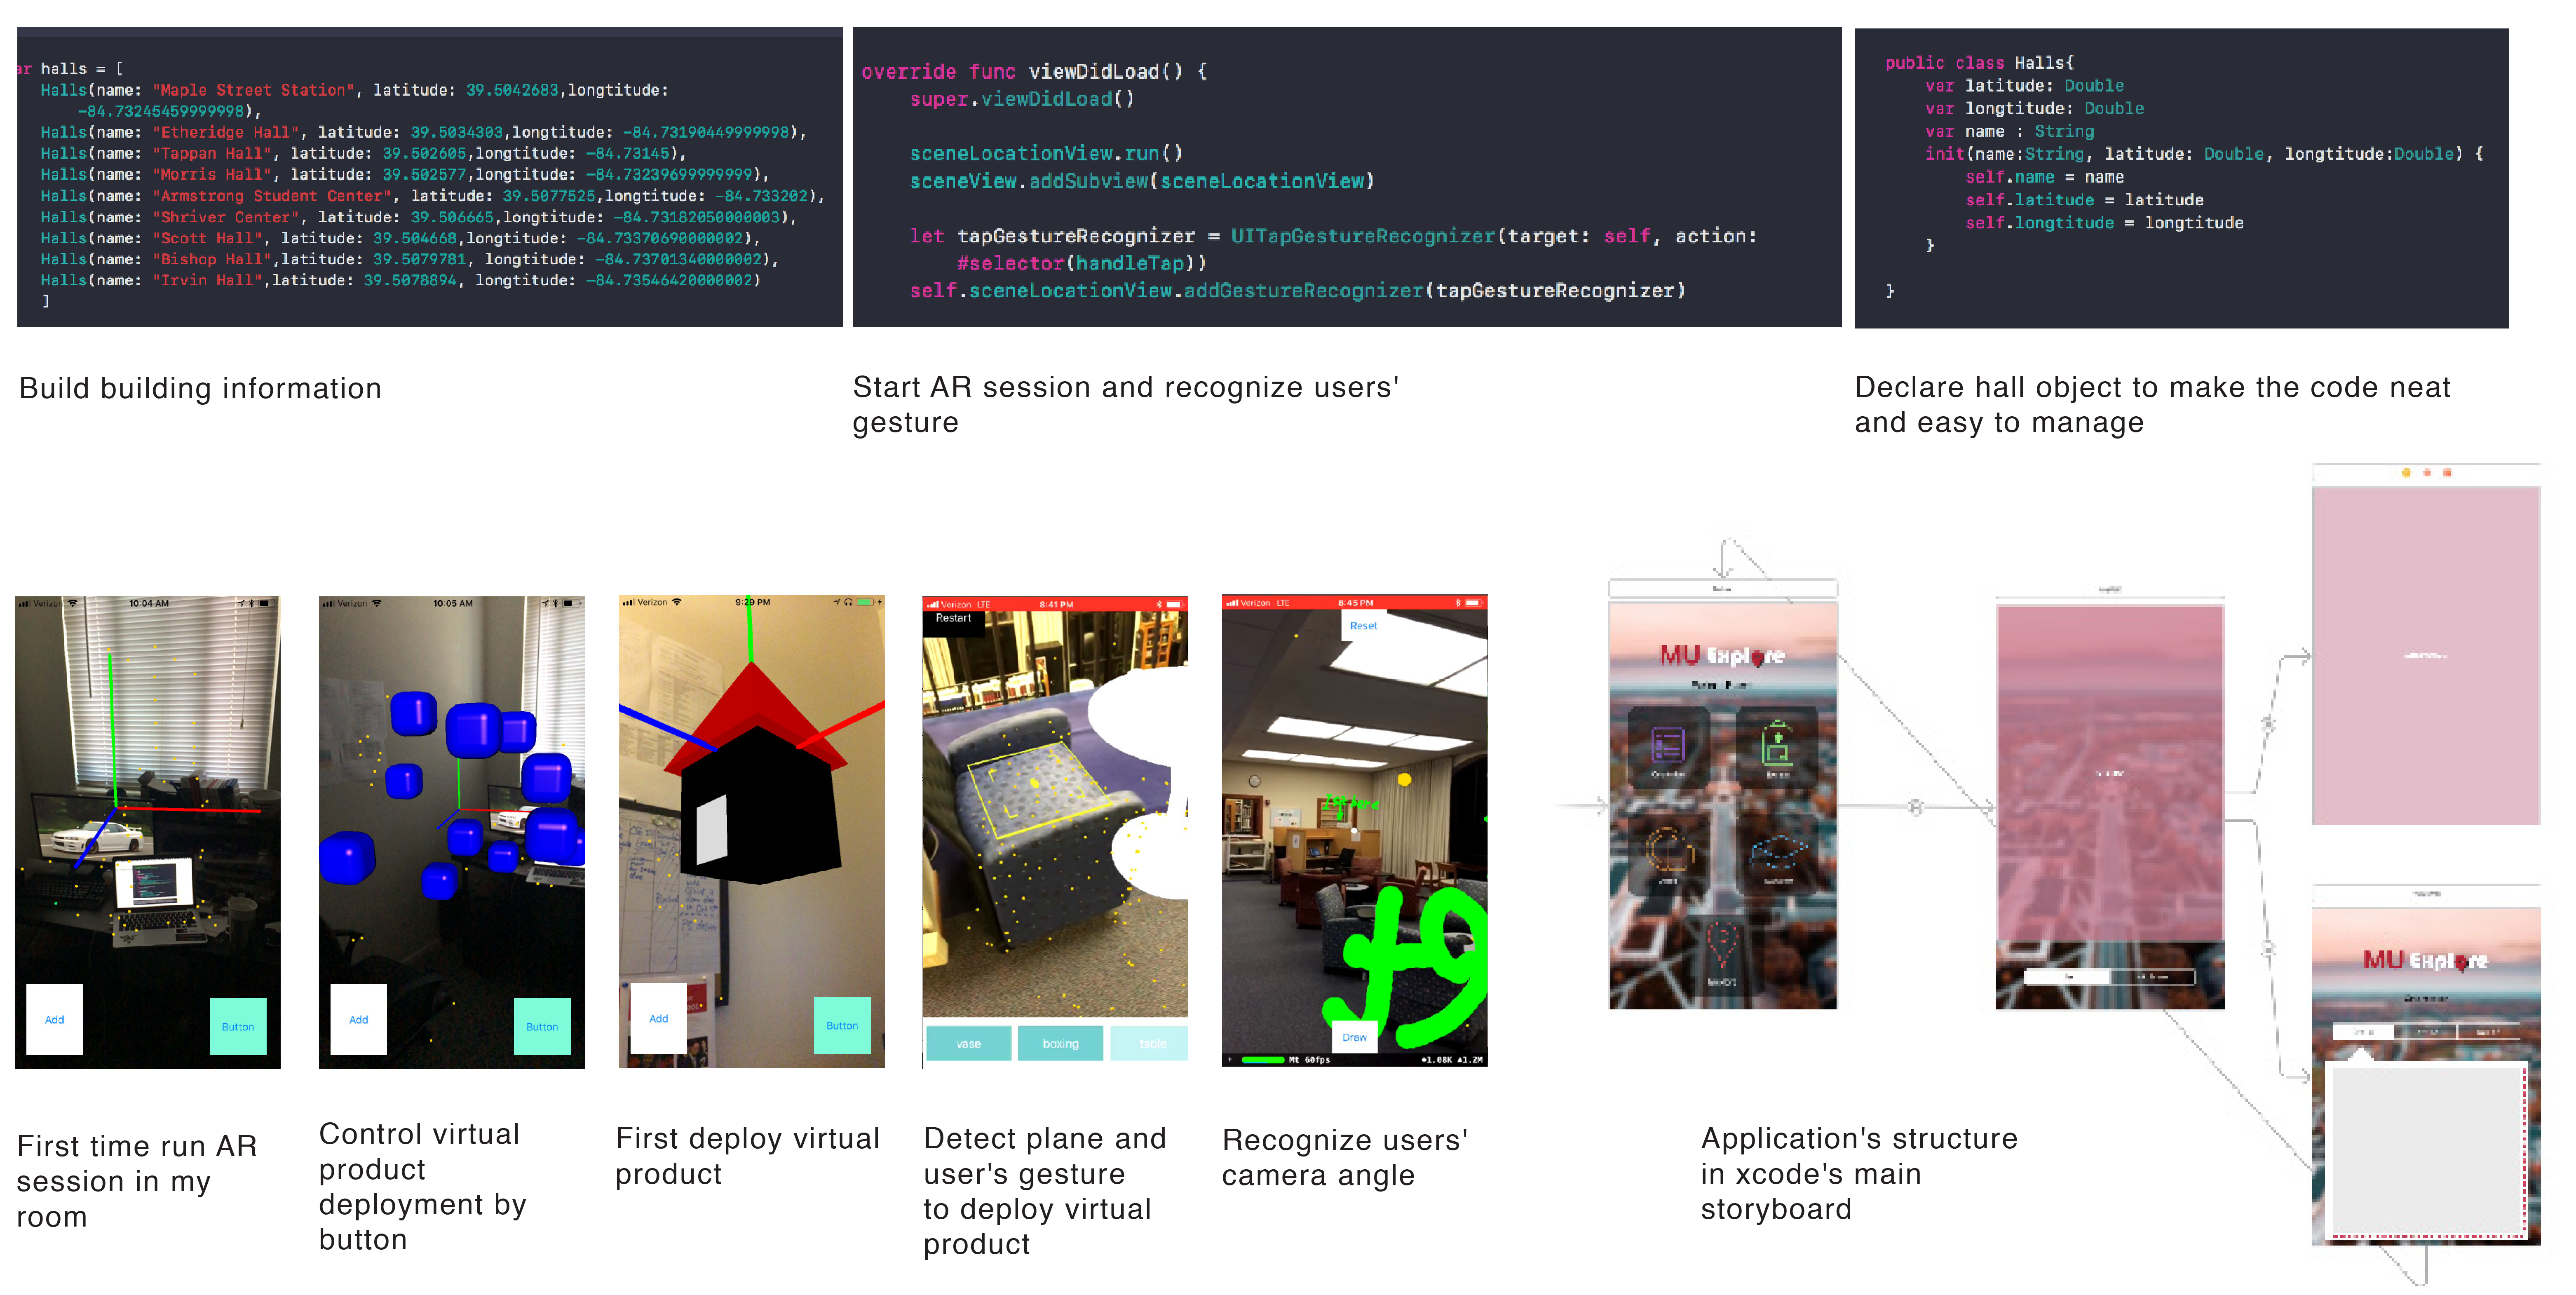 ar halls = [
Halls(name: "Maple Street Station", latitude: 39.5042683,longtitude:
-84.73245459999998),
Halls(name: "Etheridge Hall", latitude: 39.5034303,longtitude: -84.73190449999998),
Halls(name: "Tappan Hall", latitude: 39.502605,longtitude: -84.73145),
Halls(name: "Morris Hall", latitude: 39.502577,longtitude: -84.73239699999999),
Halls(name: "Armstrong Student Center", latitude: 39.5077525,longtitude: -84.733202),
Halls(name: "Shriver Center", latitude: 39.506665,longtitude: -84.73182050000003),
Halls(name: "Scott Hall", latitude: 39.504668,longtitude: -84.73370690000002),
Halls(name: "Bishop Hall",latitude: 39.5079781, longtitude: -84.73701340000002),
Halls(name: "Irvin Hall",latitude: 39.5078894, longtitude: -84.73546420000002)
]
Build building information
override func viewDidLoad() {
super.viewDidLoad()
sceneLocationView.run()
sceneView.addSubview(sceneLocationView)
let tapGestureRecognizer = UITapGestureRecognizer(target: self, action:
#selector(handleTap))
self.sceneLocationView.addGestureRecognizer(tapGestureRecognizer)
Start AR session and recognize users'
gesture
public class Halls{
var latitude: Double
var longtitude: Double
var name : String
init(name:String, latitude: Double, longtitude:Double) {
self.name = name
self.latitude = latitude
self.longtitude = longtitude
}
}
Declare hall object to make the code neat
and easy to manage
Verizon 10:04 AM
Add
Button
First time run AR
session in my
room
Verizon 10:05 AM
Add
Button
Control virtual
product
deployment by
button
Verizon 9:29 PM
Add
Button
First deploy virtual
product
Verizon LTE 8:41 PM
Restart
vase
boxing
table
Detect plane and
user's gesture
to deploy virtual
product
Verizon LTE 8:45 PM
Reset
Draw
Mt 60fps ◆1.08K ▲1.2M
Recognize users'
camera angle
MU Explore
MU Explore
Application's structure
in xcode's main
storyboard